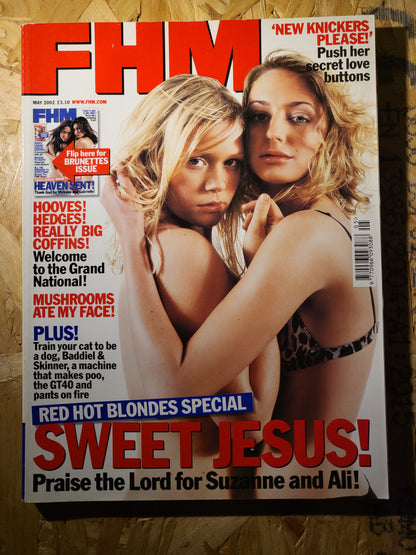 FHM
'NEW KNICKERS
PLEASE!'
Push her
secret love
buttons
MAY 2002 £3.10 WWW.FHM.COM
FHM
Flip here for
BRUNETTES
ISSUE
HEAVEN SENT!
HOOVES!
HEDGES!
REALLY BIG
COFFINS!
Welcome
to the Grand
National!
MUSHROOMS
ATE MY FACE!
PLUS!
Train your cat to be
a dog, Baddiel &
Skinner, a machine
that makes poo,
the GT40 and
pants on fire
RED HOT BLONDES SPECIAL
SWEET JESUS!
Praise the Lord for Suzanne and Ali!